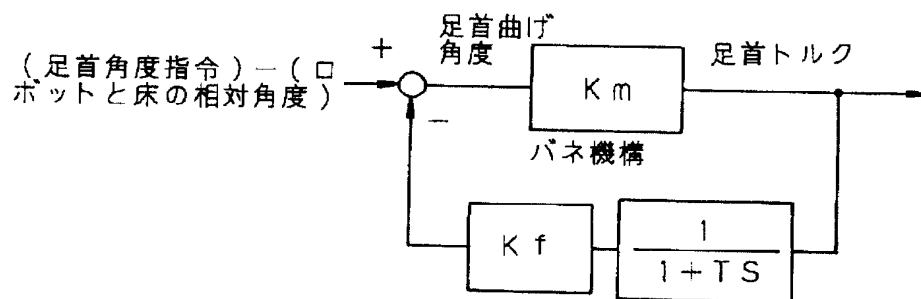 (足首角度指令)－(ロ
ボットと床の相対角度)
＋
－
足首曲げ
角度
Km
バネ機構
足首トルク
Kf
1
1＋TS